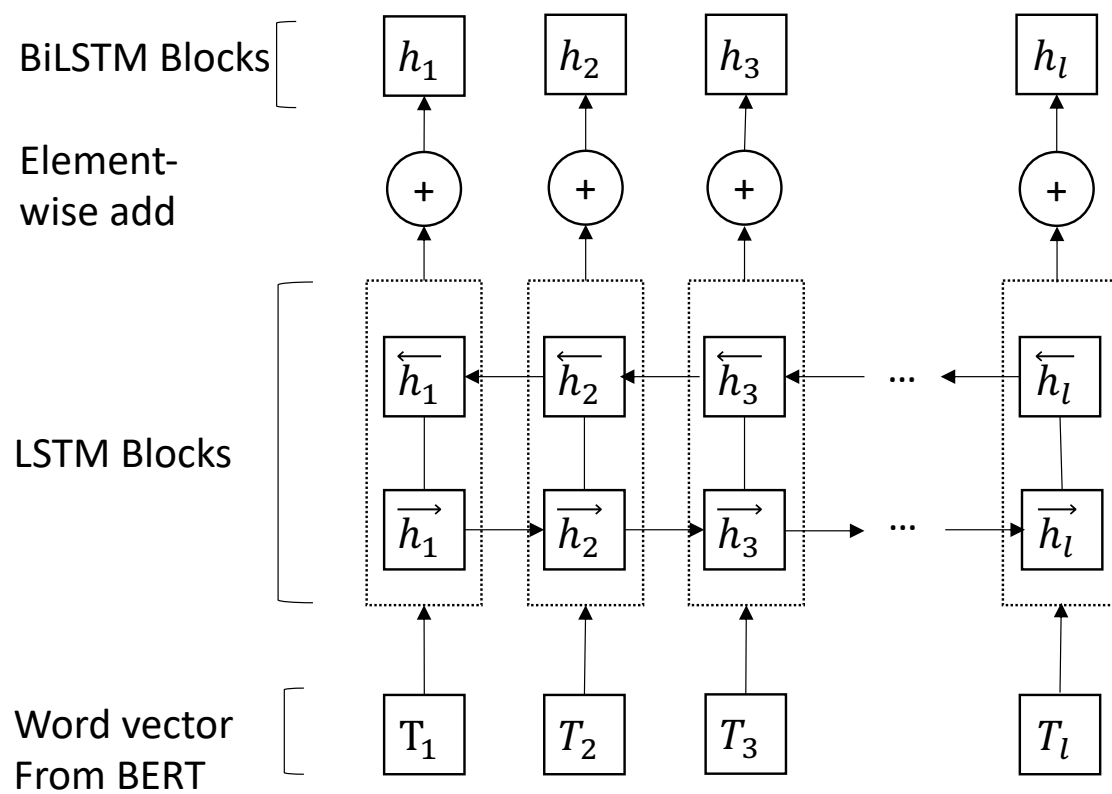 BiLSTM Blocks
h₁ h₂ h₃ hₗ
Element-
wise add
+ + + +
LSTM Blocks
←h₁ ←h₂ ←h₃ ... ←hₗ
→h₁ →h₂ →h₃ ... →hₗ
Word vector
From BERT
T₁ T₂ T₃ Tₗ